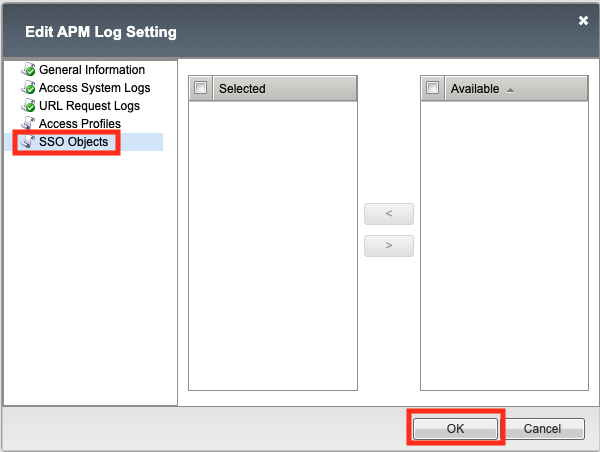 Edit APM Log Setting
General Information
Access System Logs
URL Request Logs
Access Profiles
SSO Objects
Selected
Available
<
>
OK
Cancel